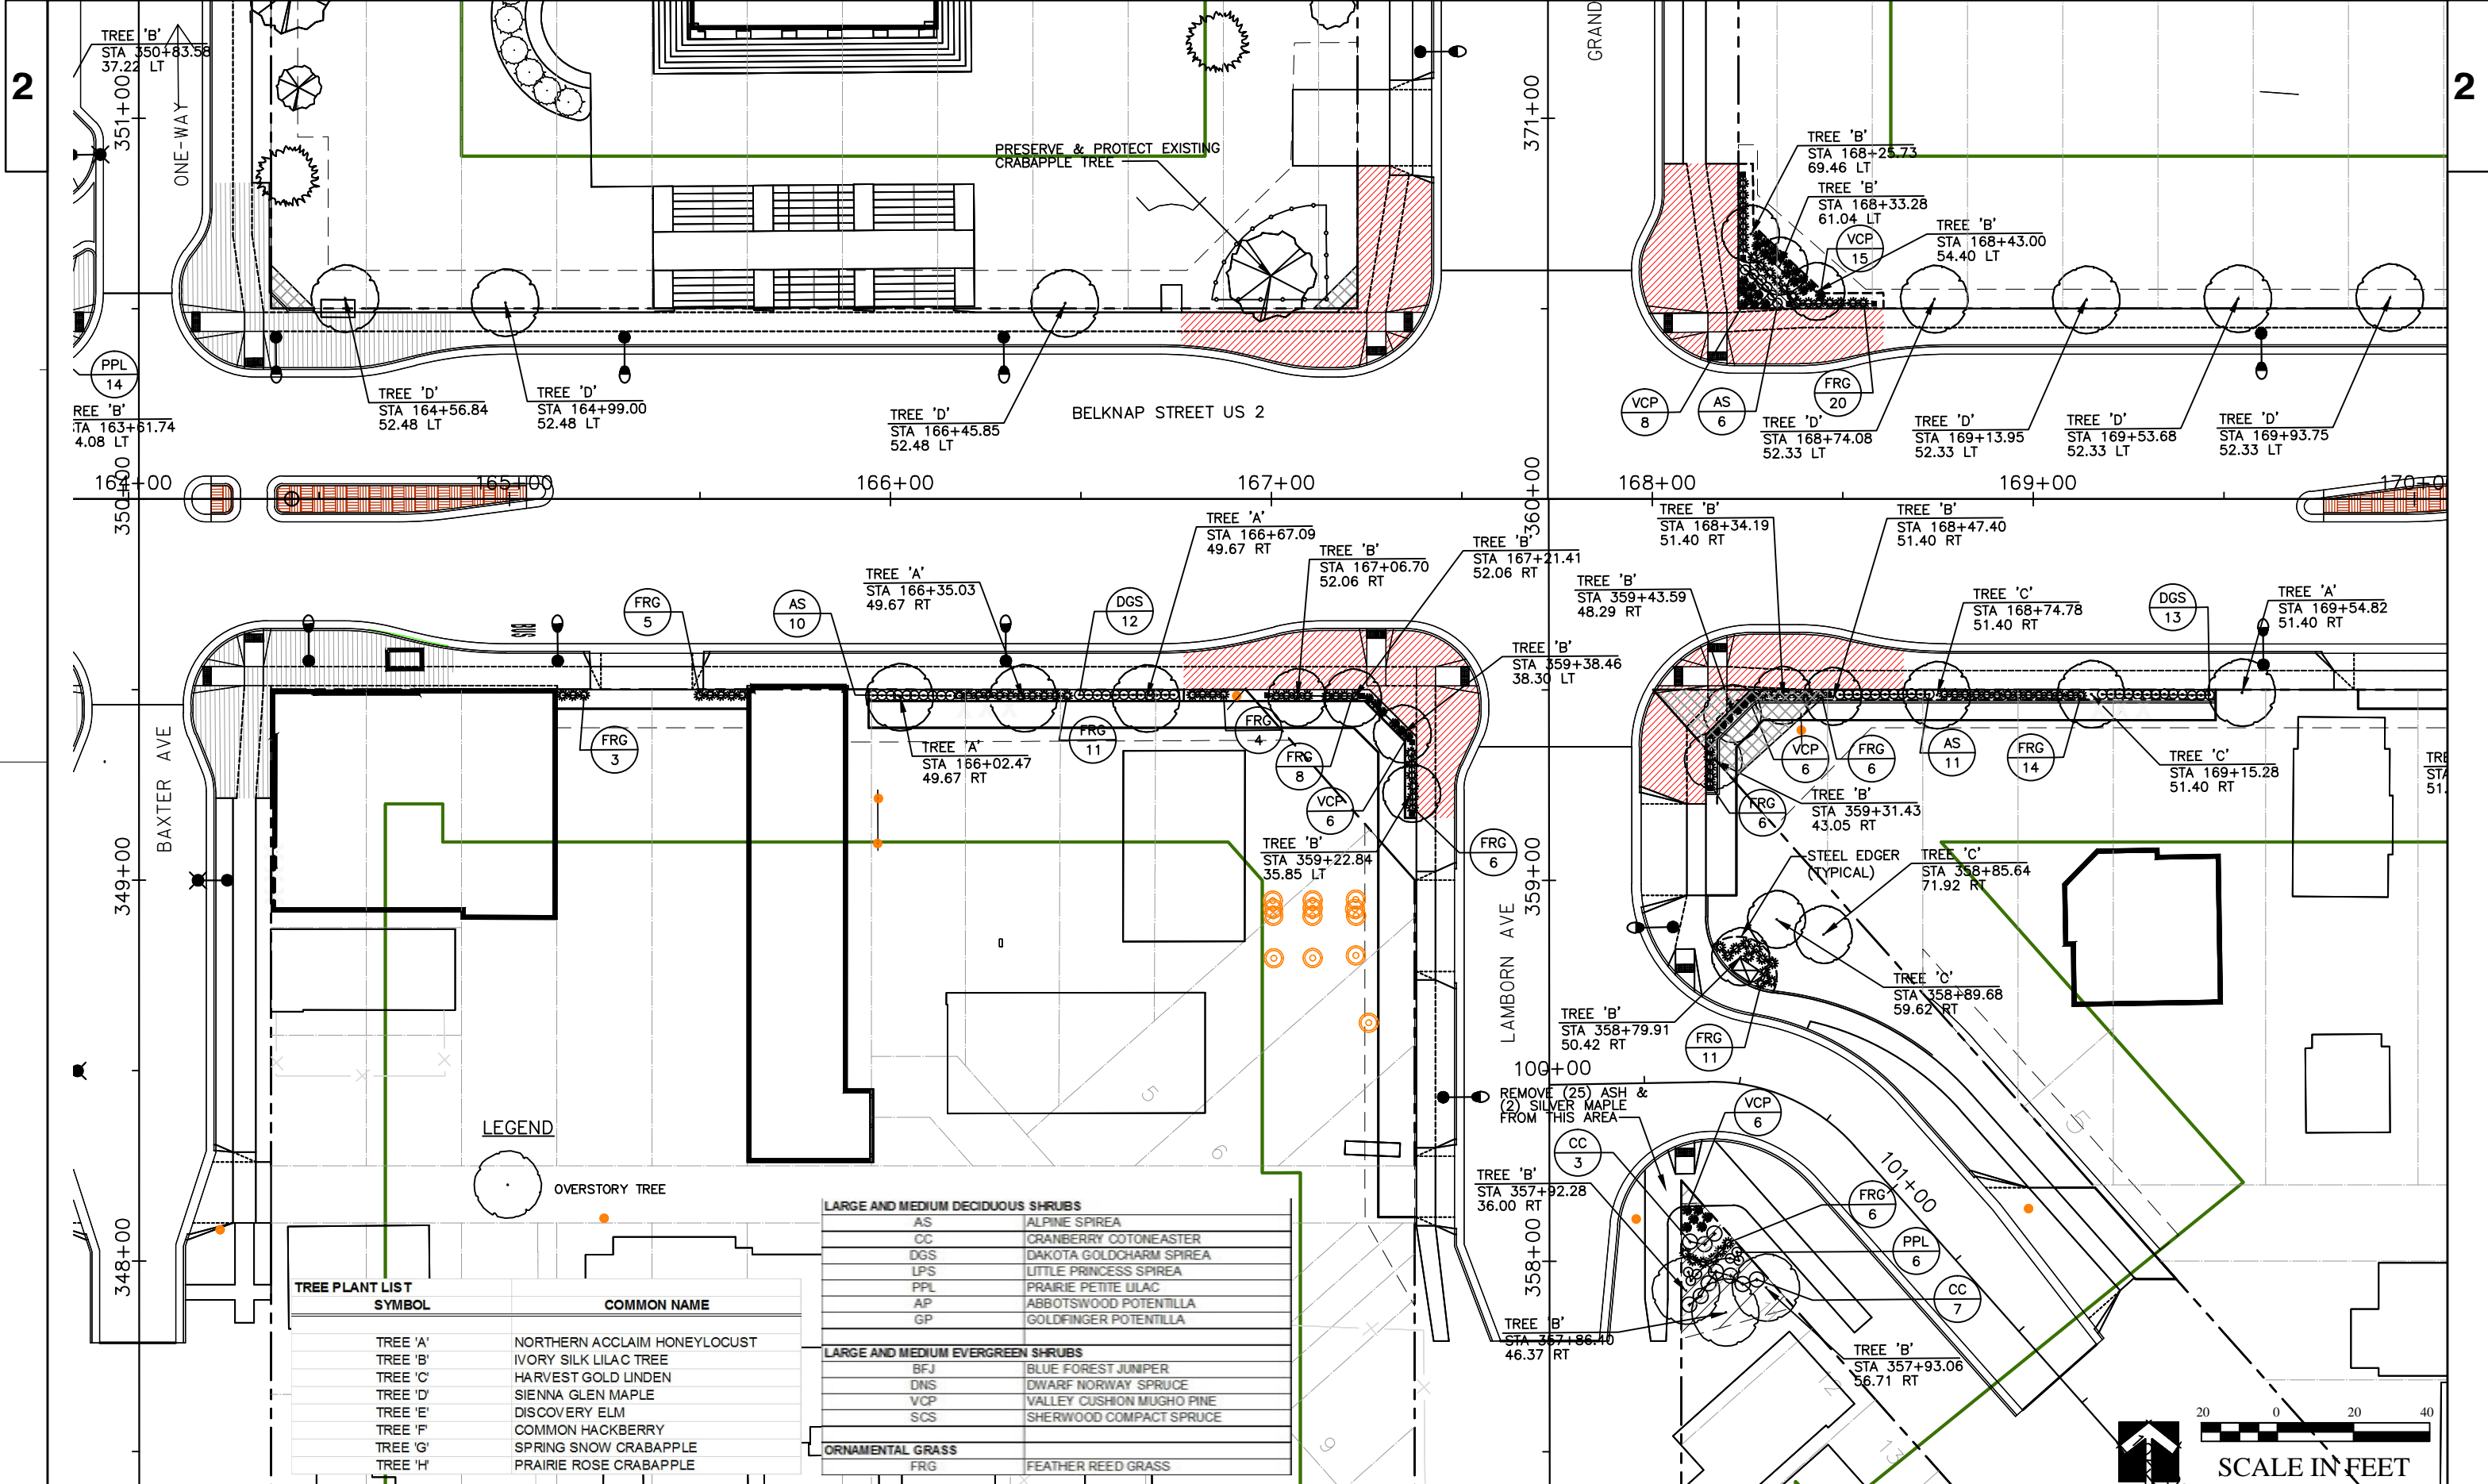 2
2
TREE 'B'
STA 350+83.58
37.22 LT
351+00
ONE-WAY
GRAND
371+00
PRESERVE & PROTECT EXISTING
CRABAPPLE TREE
TREE 'B'
STA 168+25.73
69.46 LT
TREE 'B'
STA 168+33.28
61.04 LT
VCP
15
TREE 'B'
STA 168+43.00
54.40 LT
PPL
14
REE 'B'
TA 163+61.74
4.08 LT
TREE 'D'
STA 164+56.84
52.48 LT
TREE 'D'
STA 164+99.00
52.48 LT
TREE 'D'
STA 166+45.85
52.48 LT
BELKNAP STREET US 2
VCP
8
AS
6
FRG
20
TREE 'D'
STA 168+74.08
52.33 LT
TREE 'D'
STA 169+13.95
52.33 LT
TREE 'D'
STA 169+53.68
52.33 LT
TREE 'D'
STA 169+93.75
52.33 LT
164+00
165+00
166+00
167+00
168+00
169+00
170+0
350+00
360+00
TREE 'A'
STA 166+67.09
49.67 RT
TREE 'B'
STA 167+06.70
52.06 RT
TREE 'B'
STA 167+21.41
52.06 RT
TREE 'B'
STA 168+34.19
51.40 RT
TREE 'B'
STA 168+47.40
51.40 RT
TREE 'A'
STA 166+35.03
49.67 RT
TREE 'B'
STA 359+43.59
48.29 RT
TREE 'C'
STA 168+74.78
51.40 RT
TREE 'A'
STA 169+54.82
51.40 RT
BUS
FRG
5
AS
10
DGS
12
DGS
13
TREE 'B'
STA 359+38.46
38.30 LT
BAXTER AVE
FRG
3
TREE 'A'
STA 166+02.47
49.67 RT
FRG
11
FRG
4
FRG
8
VCP
6
VCP
6
FRG
6
AS
11
FRG
14
TREE 'C'
STA 169+15.28
51.40 RT
TRE
STA
51.
FRG
6
TREE 'B'
STA 359+31.43
43.05 RT
TREE 'B'
STA 359+22.84
35.85 LT
FRG
6
349+00
359+00
STEEL EDGER
(TYPICAL)
TREE 'C'
STA 358+85.64
71.92 RT
LAMBORN AVE
TREE 'C'
STA 358+89.68
59.62 RT
TREE 'B'
STA 358+79.91
50.42 RT
FRG
11
100+00
REMOVE (25) ASH &
(2) SILVER MAPLE
FROM THIS AREA
VCP
6
CC
3
TREE 'B'
STA 357+92.28
36.00 RT
101+00
FRG
6
PPL
6
CC
7
TREE 'B'
STA 357+86.40
46.37 RT
TREE 'B'
STA 357+93.06
56.71 RT
348+00
358+00
5
6
9
5
12
13
LEGEND
OVERSTORY TREE
TREE PLANT LIST
SYMBOL COMMON NAME
TREE 'A' NORTHERN ACCLAIM HONEYLOCUST
TREE 'B' IVORY SILK LILAC TREE
TREE 'C' HARVEST GOLD LINDEN
TREE 'D' SIENNA GLEN MAPLE
TREE 'E' DISCOVERY ELM
TREE 'F' COMMON HACKBERRY
TREE 'G' SPRING SNOW CRABAPPLE
TREE 'H' PRAIRIE ROSE CRABAPPLE
LARGE AND MEDIUM DECIDUOUS SHRUBS
AS ALPINE SPIREA
CC CRANBERRY COTONEASTER
DGS DAKOTA GOLDCHARM SPIREA
LPS LITTLE PRINCESS SPIREA
PPL PRAIRIE PETITE LILAC
AP ABBOTSWOOD POTENTILLA
GP GOLDFINGER POTENTILLA
LARGE AND MEDIUM EVERGREEN SHRUBS
BFJ BLUE FOREST JUNIPER
DNS DWARF NORWAY SPRUCE
VCP VALLEY CUSHION MUGHO PINE
SCS SHERWOOD COMPACT SPRUCE
ORNAMENTAL GRASS
FRG FEATHER REED GRASS
20 0 20 40
SCALE IN FEET